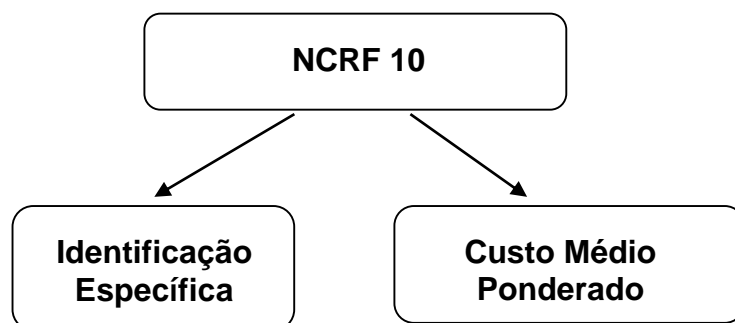 NCRF 10
Identificação
Específica
Custo Médio
Ponderado